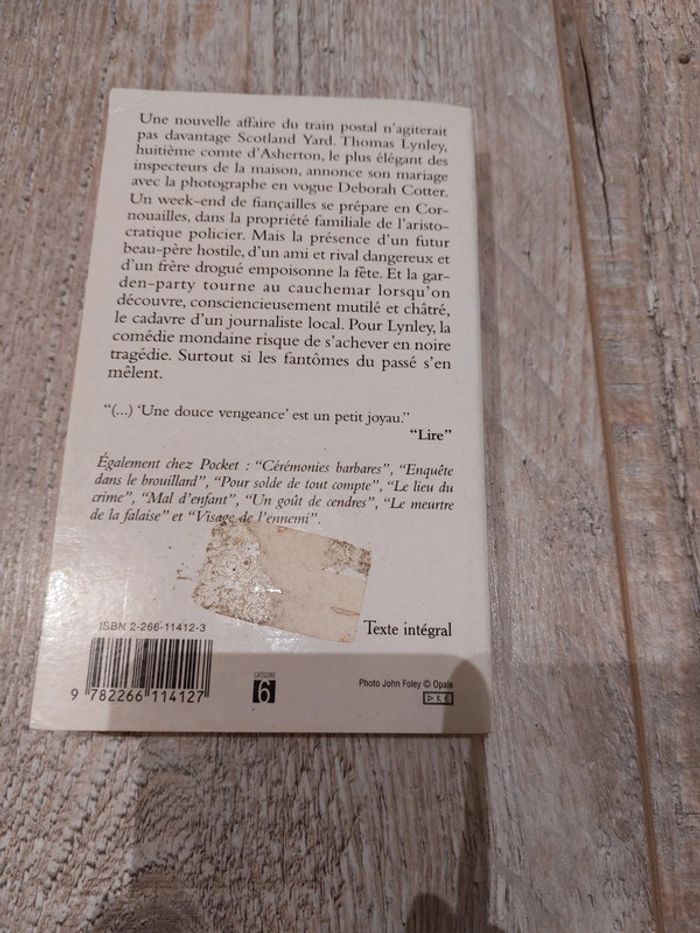 Une nouvelle affaire du train postal n'agiterait
pas davantage Scotland Yard. Thomas Lynley,
huitième comte d'Asherton, le plus élégant des
inspecteurs de la maison, annonce son mariage
avec la photographe en vogue Deborah Cotter.
Un week-end de fiançailles se prépare en Cor-
nouailles, dans la propriété familiale de l'aristo-
cratique policier. Mais la présence d'un futur
beau-père hostile, d'un ami et rival dangereux et
d'un frère drogué empoisonne la fête. Et la gar-
den-party tourne au cauchemar lorsqu'on
découvre, consciencieusement mutilé et châtré,
le cadavre d'un journaliste local. Pour Lynley, la
comédie mondaine risque de s'achever en noire
tragédie. Surtout si les fantômes du passé s'en
mêlent.
“(...) ‘Une douce vengeance’ est un petit joyau.”
“Lire”
Également chez Pocket : “Cérémonies barbares”, “Enquête
dans le brouillard”, “Pour solde de tout compte”, “Le lieu du
crime”, “Mal d'enfant”, “Un goût de cendres”, “Le meurtre
de la falaise” et “Visage de l'ennemi”.
Texte intégral
ISBN 2-266-11412-3
9 782266 114127
CATÉGORIE
6
Photo John Foley © Opale